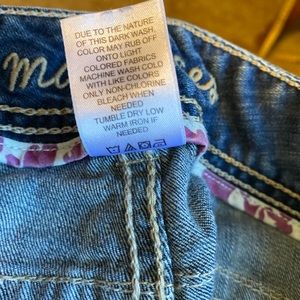 DUE TO THE NATURE
OF THIS DARK WASH,
COLOR MAY RUB OFF
ONTO LIGHT
COLORED FABRICS
MACHINE WASH COLD
WITH LIKE COLORS
ONLY NON-CHLORINE
BLEACH WHEN
NEEDED
TUMBLE DRY LOW
WARM IRON IF
NEEDED